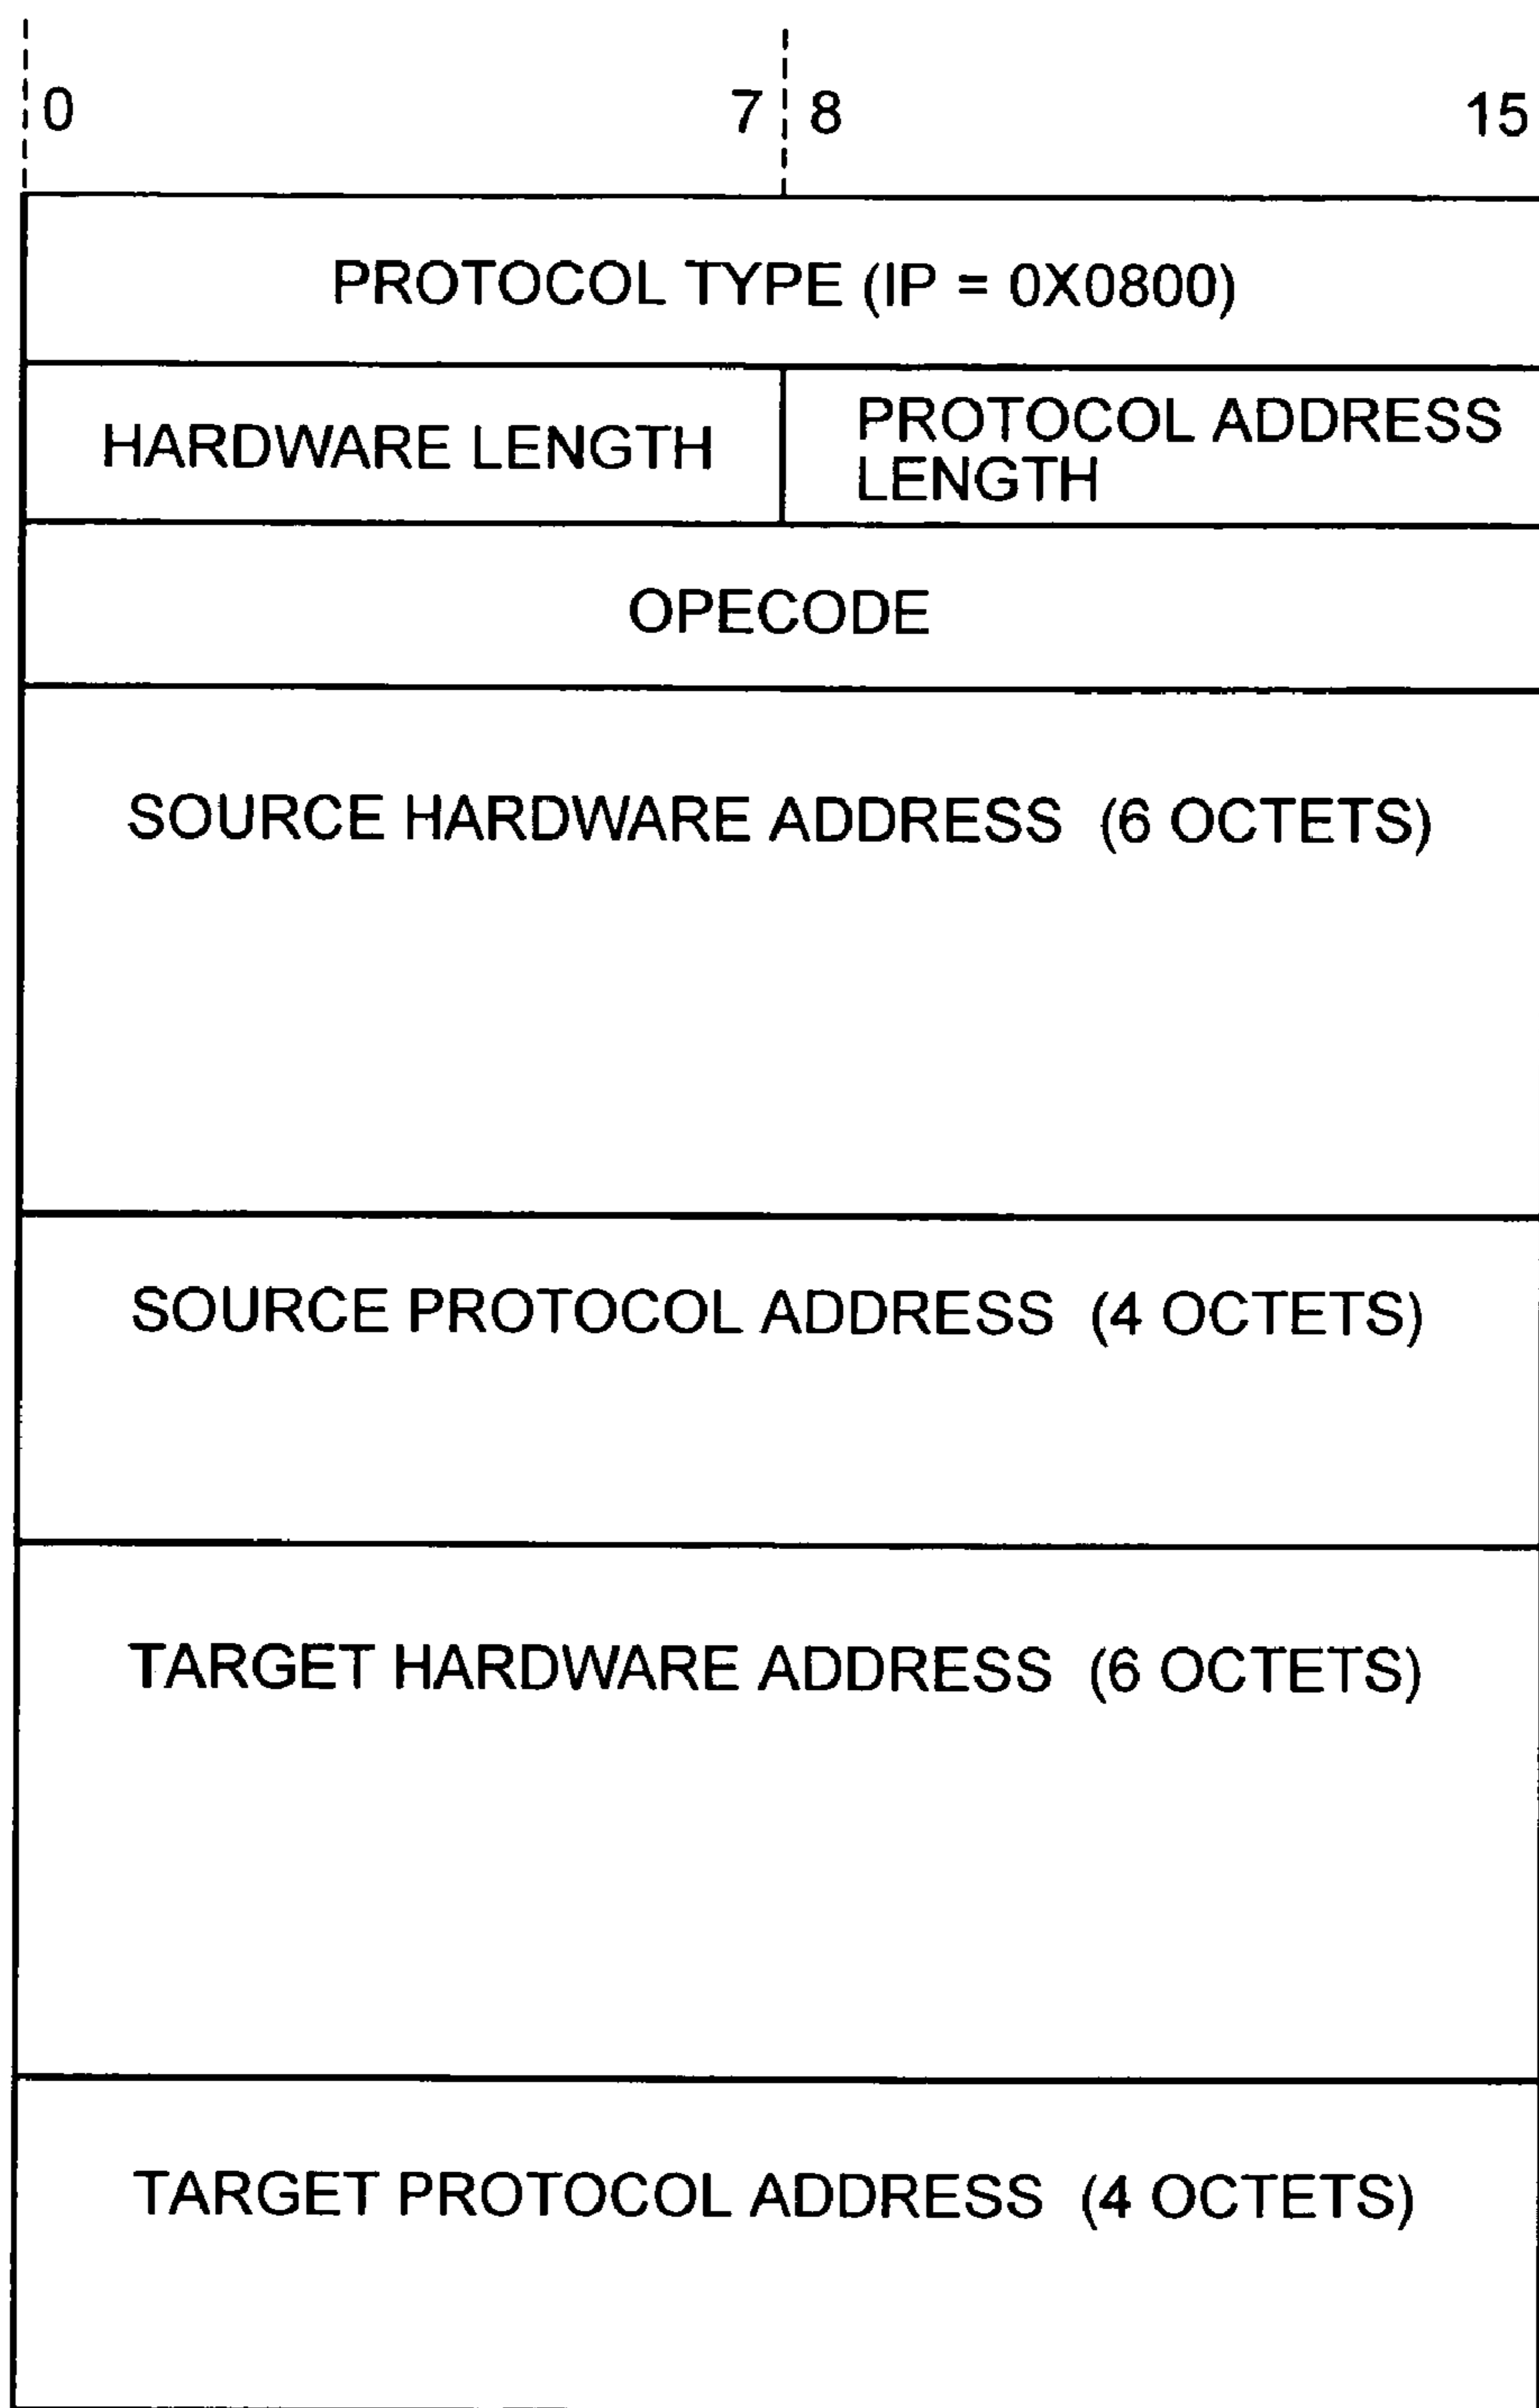 0 7 8 15
PROTOCOL TYPE (IP = 0X0800)
HARDWARE LENGTH
PROTOCOL ADDRESS
LENGTH
OPECODE
SOURCE HARDWARE ADDRESS (6 OCTETS)
SOURCE PROTOCOL ADDRESS (4 OCTETS)
TARGET HARDWARE ADDRESS (6 OCTETS)
TARGET PROTOCOL ADDRESS (4 OCTETS)